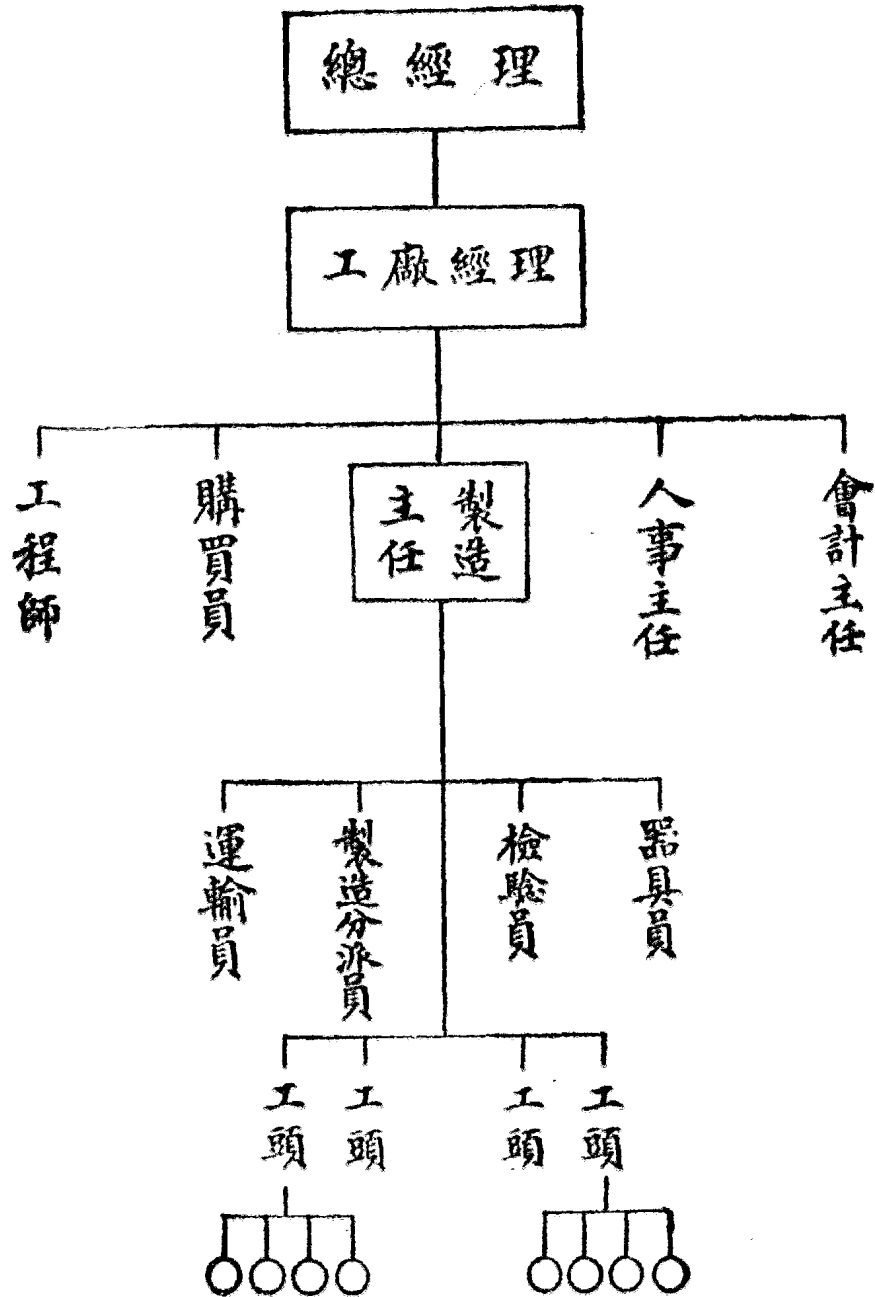 總經理
工廠經理
工程師
購買員
製造
主任
人事主任
會計主任
運輸員
製造分派員
檢驗員
器具員
工頭
工頭
工頭
工頭